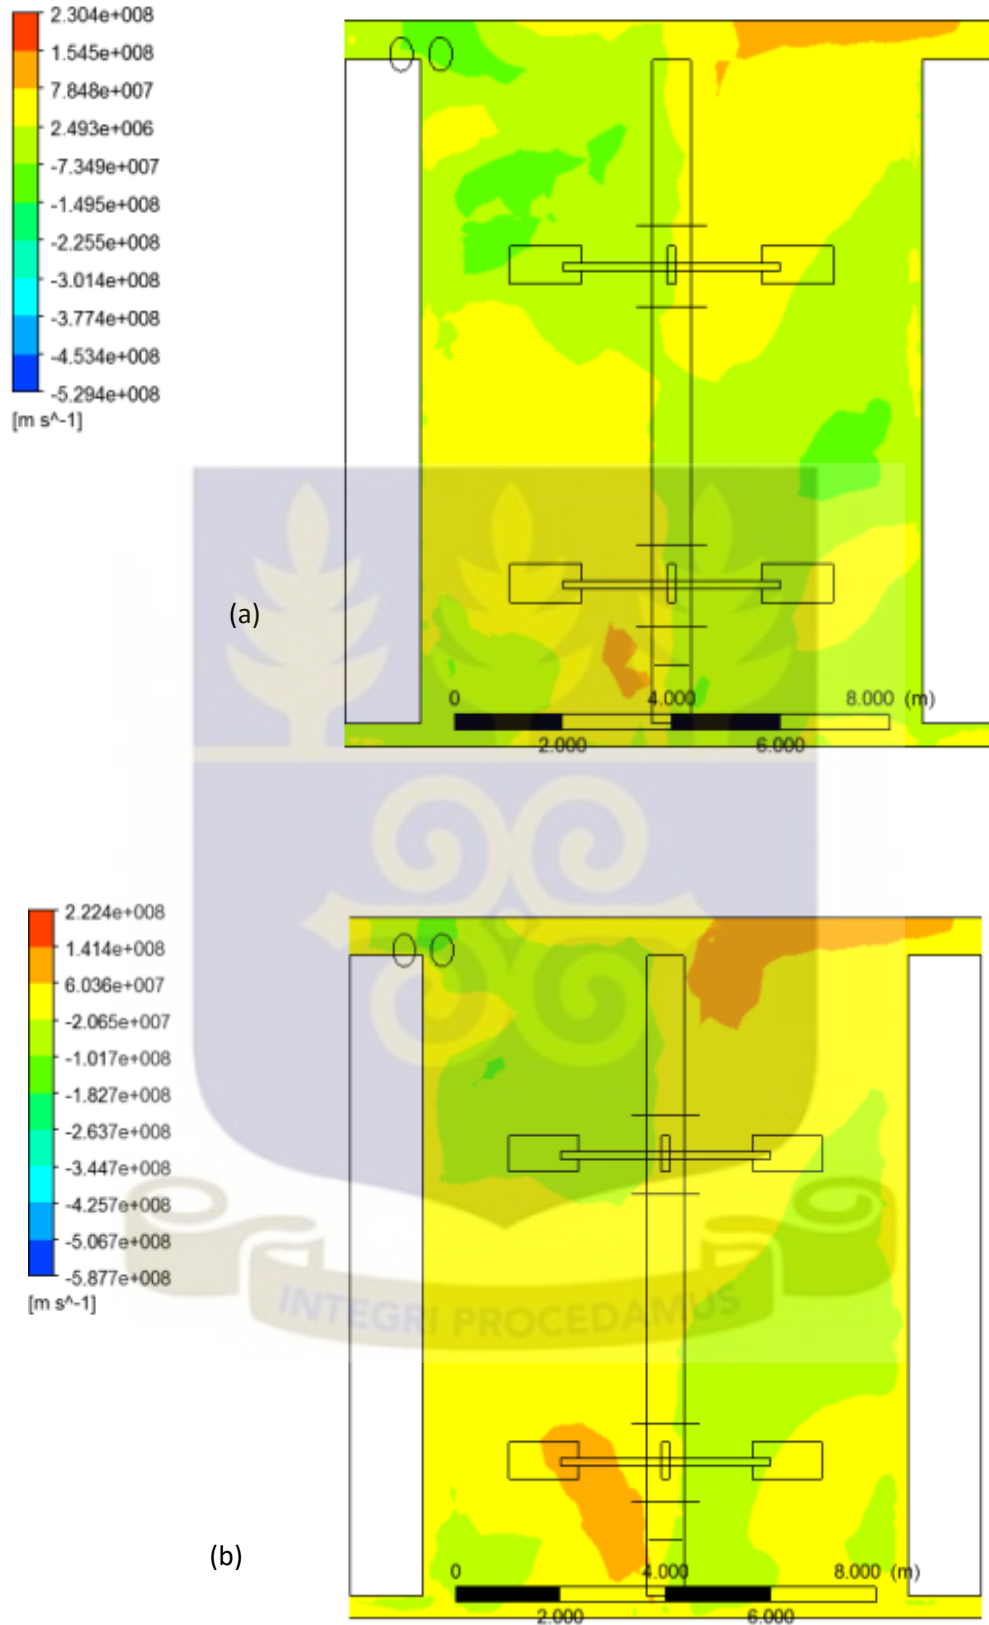 2.304e+008
1.545e+008
7.848e+007
2.493e+006
-7.349e+007
-1.495e+008
-2.255e+008
-3.014e+008
-3.774e+008
-4.534e+008
-5.294e+008
[m s^-1]
(a)
0 4.000 8.000 (m)
2.000 6.000
2.224e+008
1.414e+008
6.036e+007
-2.065e+007
-1.017e+008
-1.827e+008
-2.637e+008
-3.447e+008
-4.257e+008
-5.067e+008
-5.877e+008
[m s^-1]
INTEGRI PROCEDAMUS
(b)
0 4.000 8.000 (m)
2.000 6.000